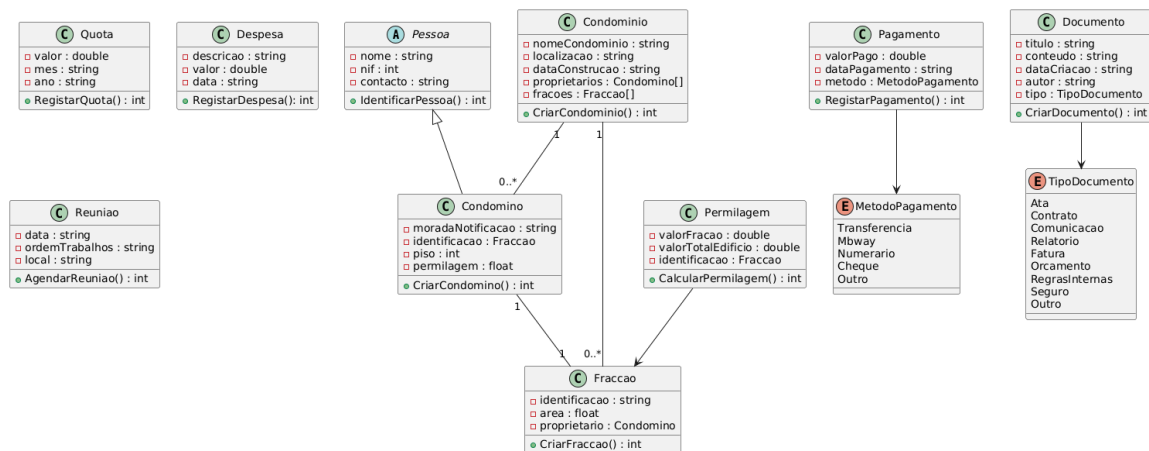 C Quota
valor : double
mes : string
ano : string
RegistarQuota() : int
C Despesa
descricao : string
valor : double
data : string
RegistarDespesa(): int
A Pessoa
nome : string
nif : int
contacto : string
IdentificarPessoa() : int
C Condominio
nomeCondominio : string
localizacao : string
dataConstrucao : string
proprietarios : Condomino[]
fracoes : Fraccao[]
CriarCondominio() : int
C Pagamento
valorPago : double
dataPagamento : string
metodo : MetodoPagamento
RegistarPagamento() : int
C Documento
titulo : string
conteudo : string
dataCriacao : string
autor : string
tipo : TipoDocumento
CriarDocumento() : int
1
1
0..*
C Reuniao
data : string
ordemTrabalhos : string
local : string
AgendarReuniao() : int
C Condomino
moradaNotificacao : string
identificacao : Fraccao
piso : int
permilagem : float
CriarCondomino() : int
C Permilagem
valorFracao : double
valorTotalEdificio : double
identificacao : Fraccao
CalcularPermilagem() : int
E MetodoPagamento
Transferencia
Mbway
Numerario
Cheque
Outro
E TipoDocumento
Ata
Contrato
Comunicacao
Relatorio
Fatura
Orcamento
RegrasInternas
Seguro
Outro
1
1
0..*
C Fraccao
identificacao : string
area : float
proprietario : Condomino
CriarFraccao() : int